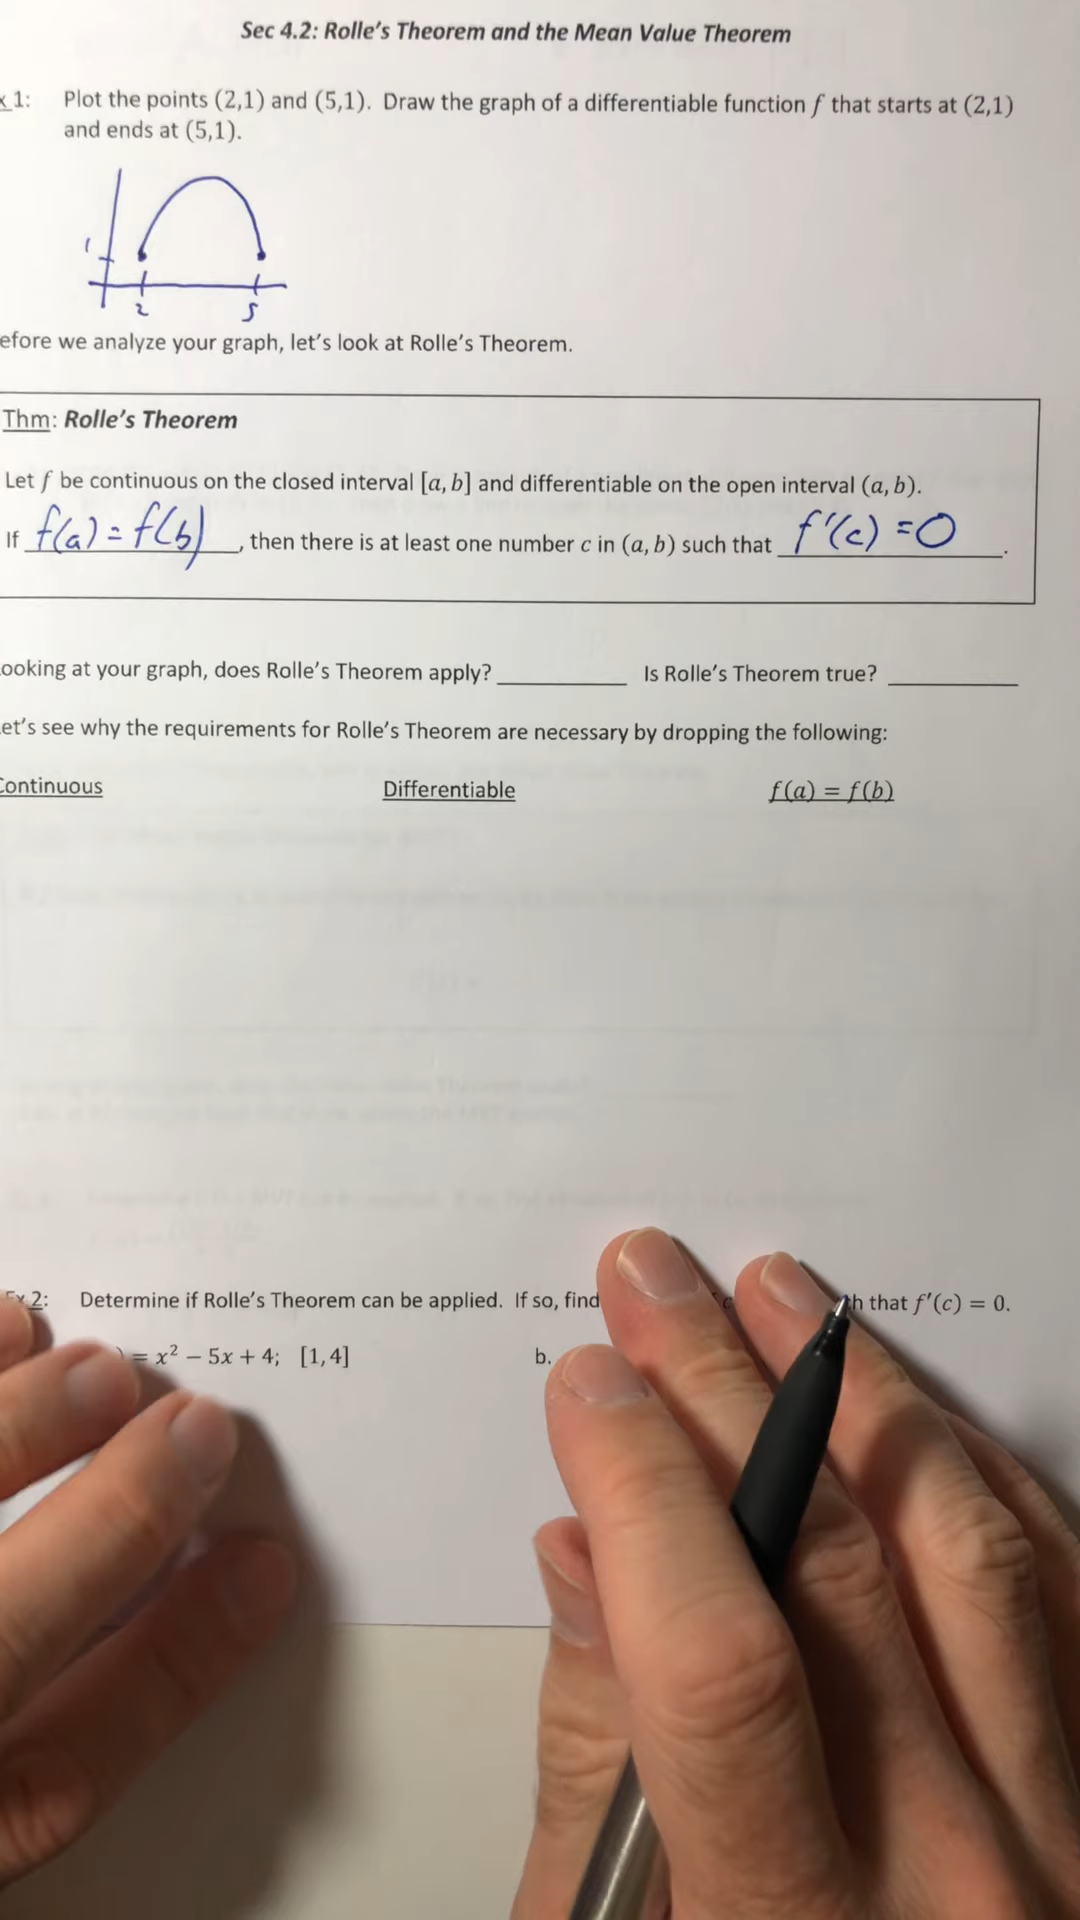 Sec 4.2: Rolle's Theorem and the Mean Value Theorem
x 1: Plot the points (2,1) and (5,1). Draw the graph of a differentiable function f that starts at (2,1)
and ends at (5,1).
1
2 5
efore we analyze your graph, let's look at Rolle's Theorem.
Thm: Rolle's Theorem
Let f be continuous on the closed interval [a, b] and differentiable on the open interval (a, b).
If f(a) = f(b), then there is at least one number c in (a, b) such that f'(c) = 0.
ooking at your graph, does Rolle's Theorem apply? Is Rolle's Theorem true?
et's see why the requirements for Rolle's Theorem are necessary by dropping the following:
Continuous Differentiable f(a) = f(b)
Ex 2: Determine if Rolle's Theorem can be applied. If so, find c h that f'(c) = 0.
) = x² − 5x + 4; [1,4] b.